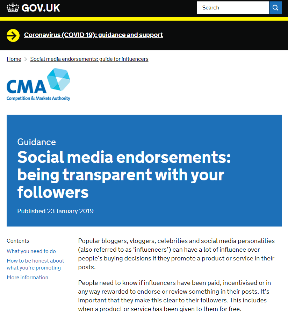 GOV.UK
Search
Coronavirus (COVID 19): guidance and support
Home > Social media endorsements: guide for Influencers
CMA
Competition & Markets Authority
Guidance
Social media endorsements:
being transparent with your
followers
Published 23 January 2019
Contents
What you need to do
How to be honest about
what you're promoting
More information
Popular bloggers, vloggers, celebrities and social media personalities
(also referred to as 'influencers') can have a lot of influence over
people's buying decisions if they promote a product or service in their
posts.
People need to know if influencers have been paid, incentivised or in
any way rewarded to endorse or review something in their posts. It's
important that they make this clear to their followers. This includes
when a product or service has been given to them for free.